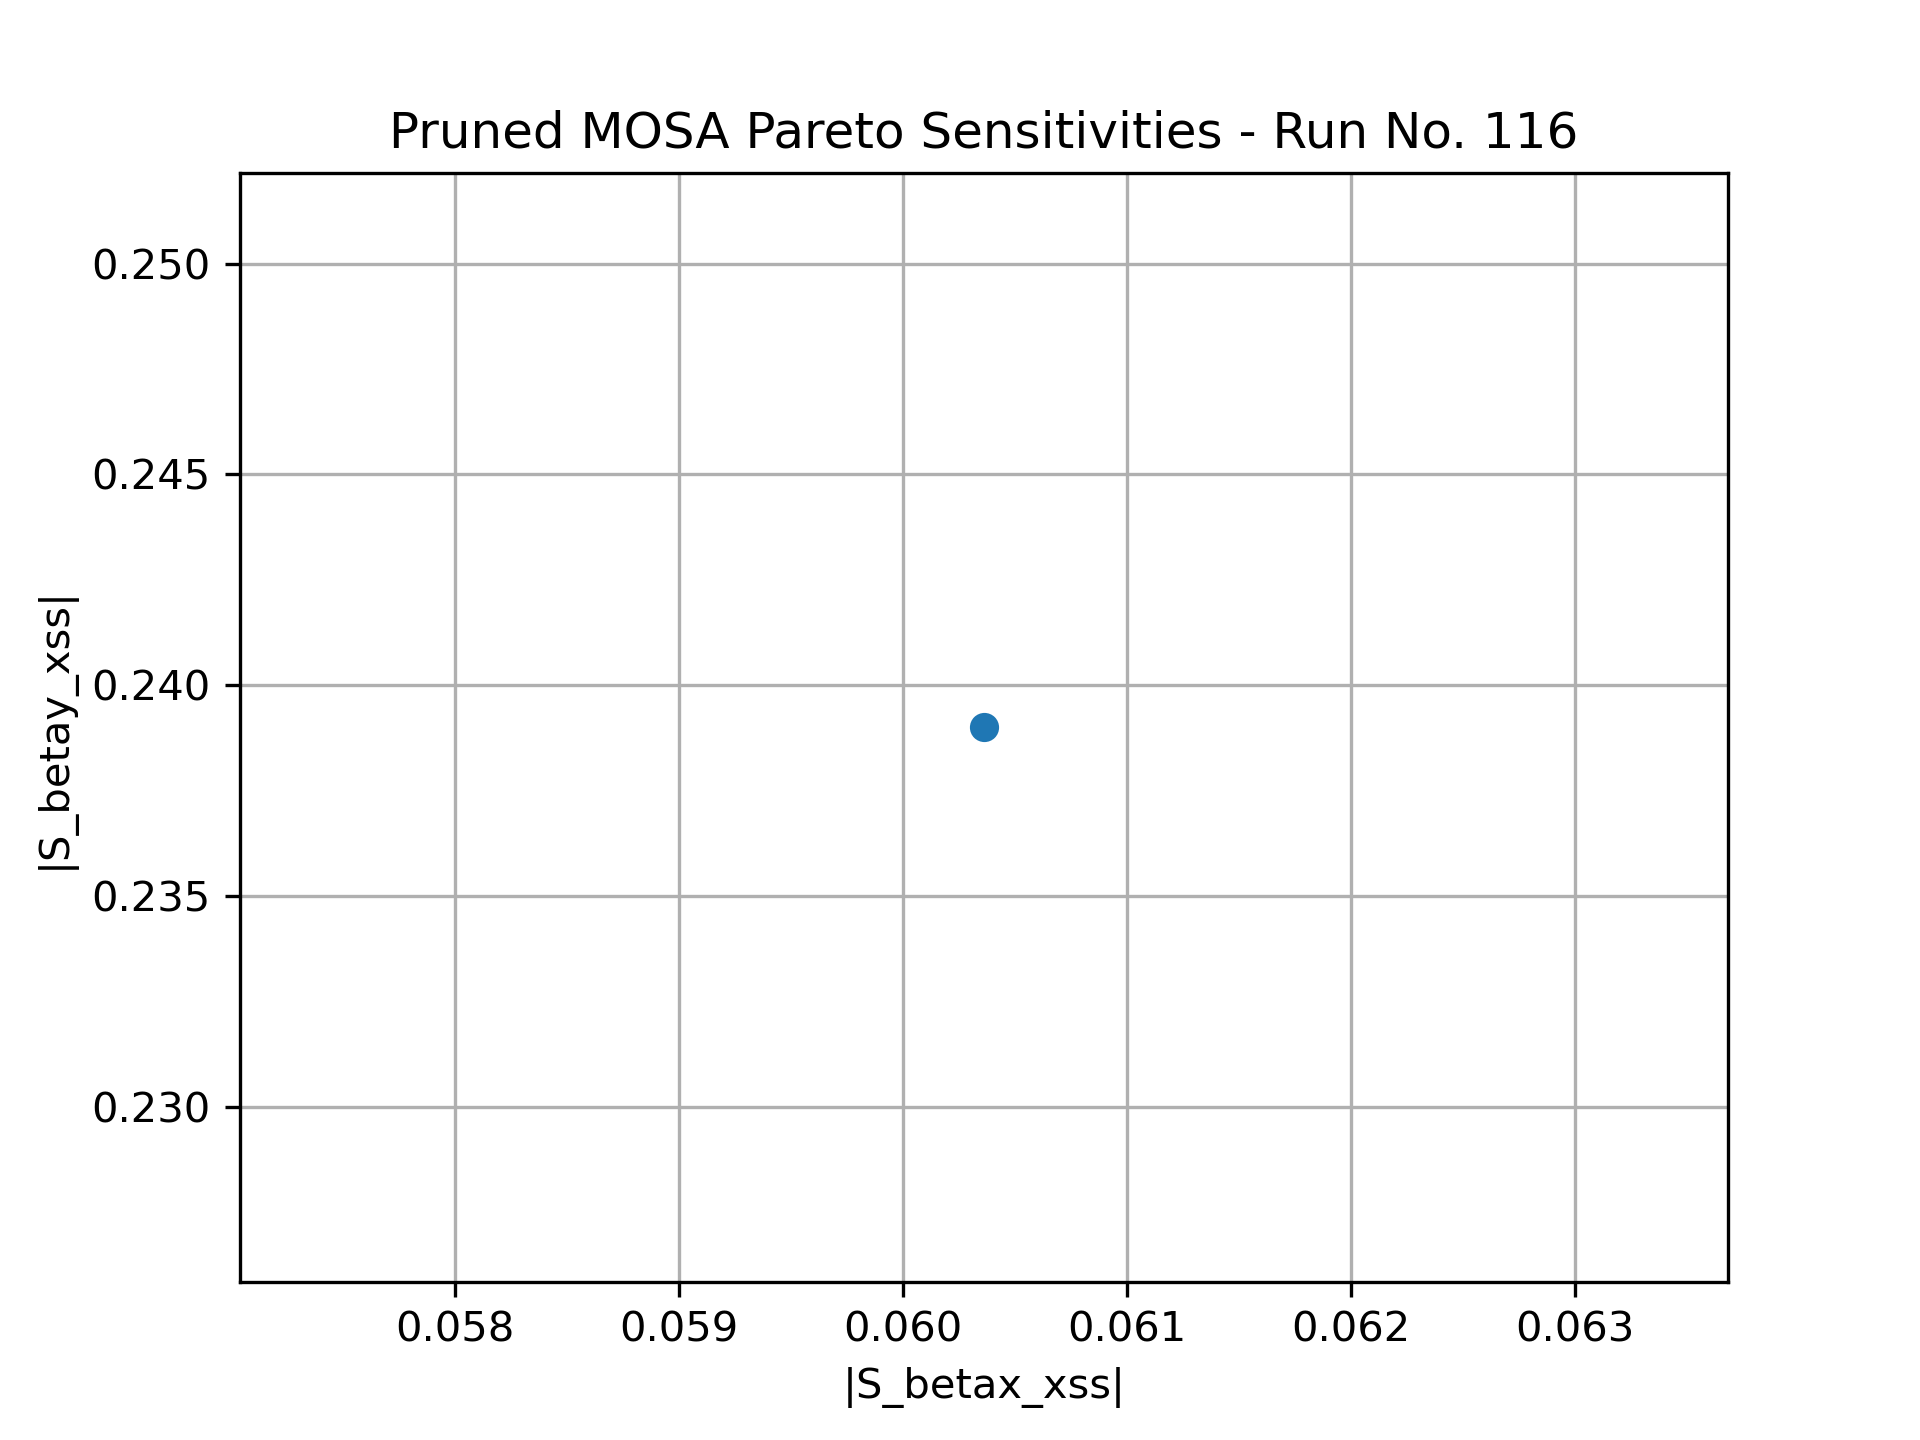 Pruned MOSA Pareto Sensitivities - Run No. 116
0.250
0.245
0.240
0.235
0.230
|S_betay_xss|
0.058 0.059 0.060 0.061 0.062 0.063
|S_betax_xss|